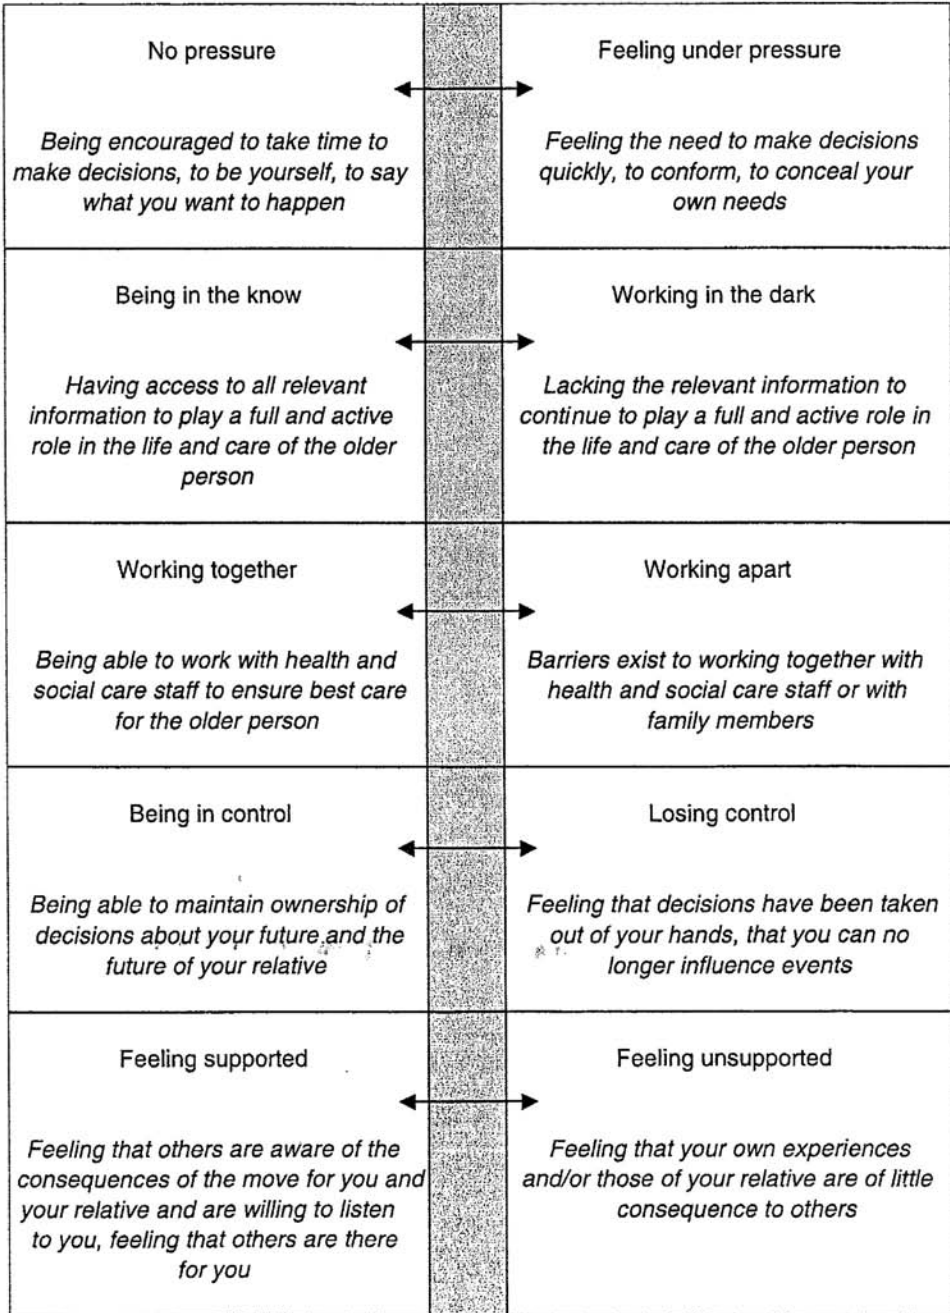 No pressure
Being encouraged to take time to
make decisions, to be yourself, to say
what you want to happen
Feeling under pressure
Feeling the need to make decisions
quickly, to conform, to conceal your
own needs
Being in the know
Having access to all relevant
information to play a full and active
role in the life and care of the older
person
Working in the dark
Lacking the relevant information to
continue to play a full and active role in
the life and care of the older person
Working together
Being able to work with health and
social care staff to ensure best care
for the older person
Working apart
Barriers exist to working together with
health and social care staff or with
family members
Being in control
Being able to maintain ownership of
decisions about your future and the
future of your relative
Losing control
Feeling that decisions have been taken
out of your hands, that you can no
longer influence events
Feeling supported
Feeling that others are aware of the
consequences of the move for you and
your relative and are willing to listen
to you, feeling that others are there
for you
Feeling unsupported
Feeling that your own experiences
and/or those of your relative are of little
consequence to others